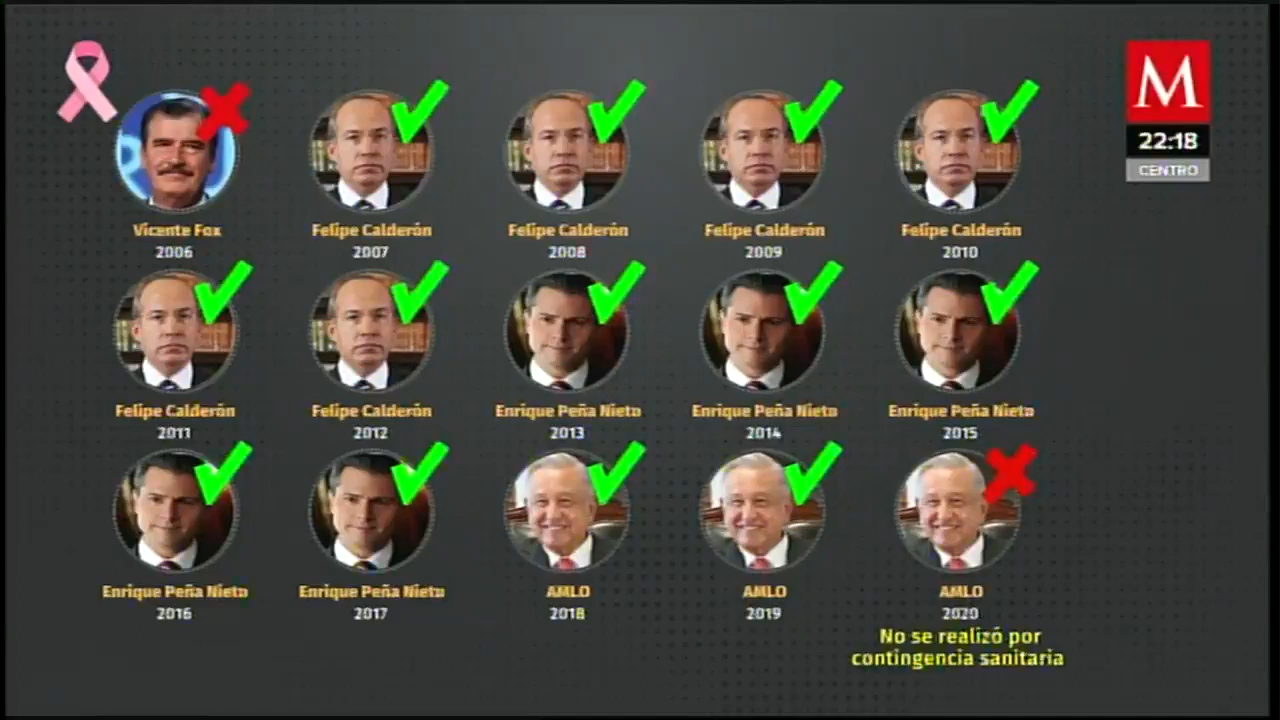 M
22:18
CENTRO
Vicente Fox
2006
Felipe Calderón
2007
Felipe Calderón
2008
Felipe Calderón
2009
Felipe Calderón
2010
Felipe Calderón
2011
Felipe Calderón
2012
Enrique Peña Nieto
2013
Enrique Peña Nieto
2014
Enrique Peña Nieto
2015
Enrique Peña Nieto
2016
Enrique Peña Nieto
2017
AMLO
2018
AMLO
2019
AMLO
2020
No se realizó por
contingencia sanitaria